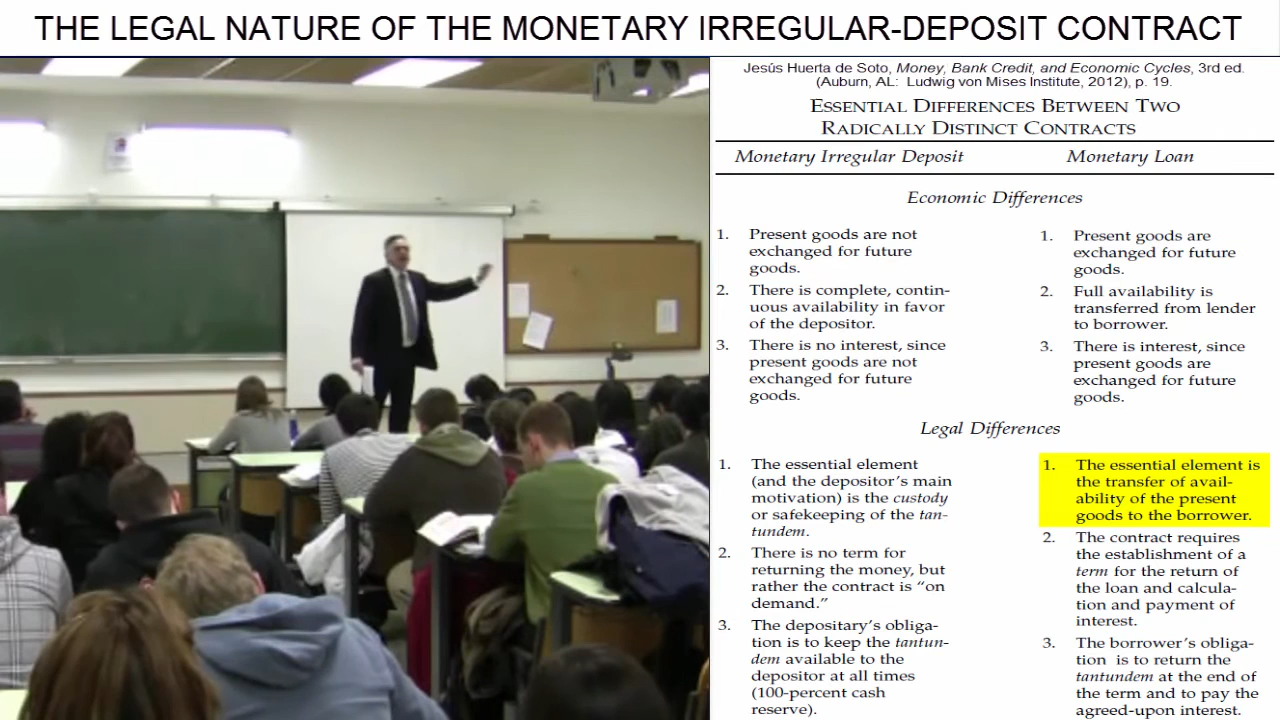 THE LEGAL NATURE OF THE MONETARY IRREGULAR-DEPOSIT CONTRACT
Jesús Huerta de Soto, Money, Bank Credit, and Economic Cycles, 3rd ed.
(Auburn, AL: Ludwig von Mises Institute, 2012), p. 19.
ESSENTIAL DIFFERENCES BETWEEN TWO
RADICALLY DISTINCT CONTRACTS
Monetary Irregular Deposit
Monetary Loan
Economic Differences
1. Present goods are not
exchanged for future
goods.
2. There is complete, contin-
uous availability in favor
of the depositor.
3. There is no interest, since
present goods are not
exchanged for future
goods.
1. Present goods are
exchanged for future
goods.
2. Full availability is
transferred from lender
to borrower.
3. There is interest, since
present goods are
exchanged for future
goods.
Legal Differences
1. The essential element
(and the depositor's main
motivation) is the custody
or safekeeping of the tan-
tundem.
2. There is no term for
returning the money, but
rather the contract is “on
demand.”
3. The depositary's obliga-
tion is to keep the tantun-
dem available to the
depositor at all times
(100-percent cash
reserve).
1. The essential element is
the transfer of avail-
ability of the present
goods to the borrower.
2. The contract requires
the establishment of a
term for the return of
the loan and calcula-
tion and payment of
interest.
3. The borrower's obliga-
tion is to return the
tantundem at the end of
the term and to pay the
agreed-upon interest.